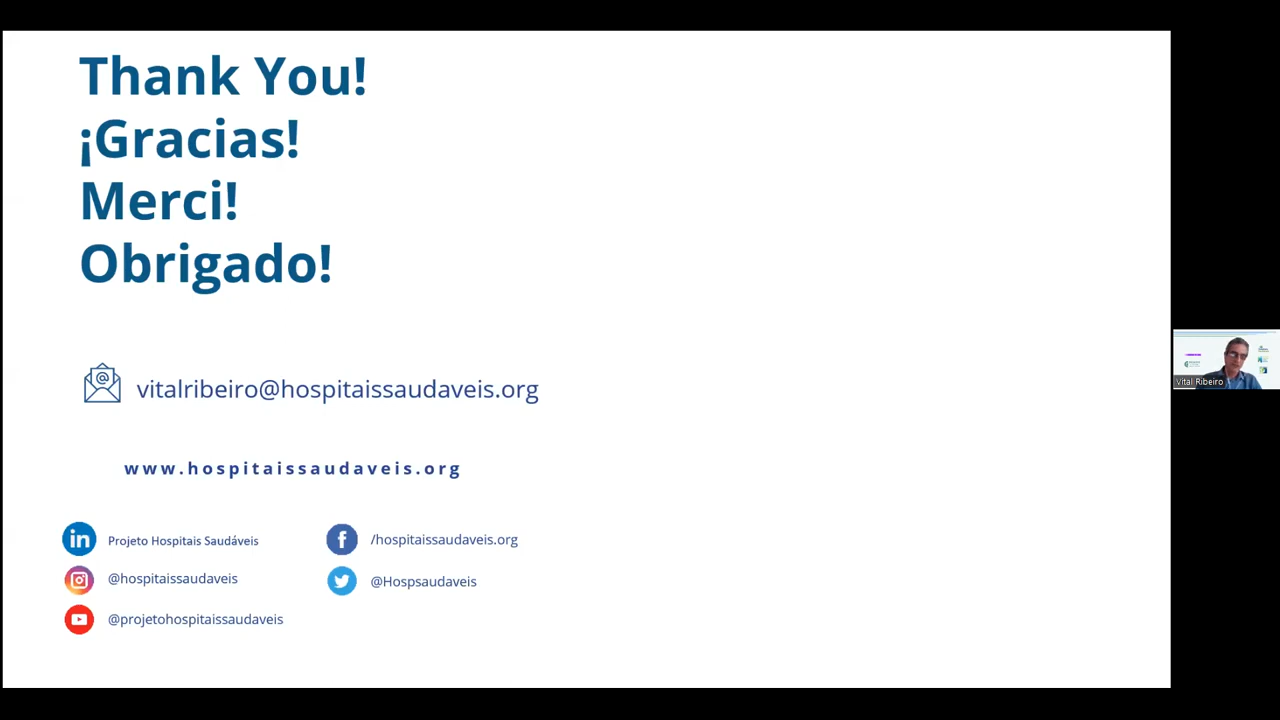 Thank You!
¡Gracias!
Merci!
Obrigado!
vitalribeiro@hospitaissaudaveis.org
www.hospitaissaudaveis.org
Projeto Hospitais Saudáveis
/hospitaissaudaveis.org
@hospitaissaudaveis
@Hospsaudaveis
@projetohospitaissaudaveis
Vital Ribeiro